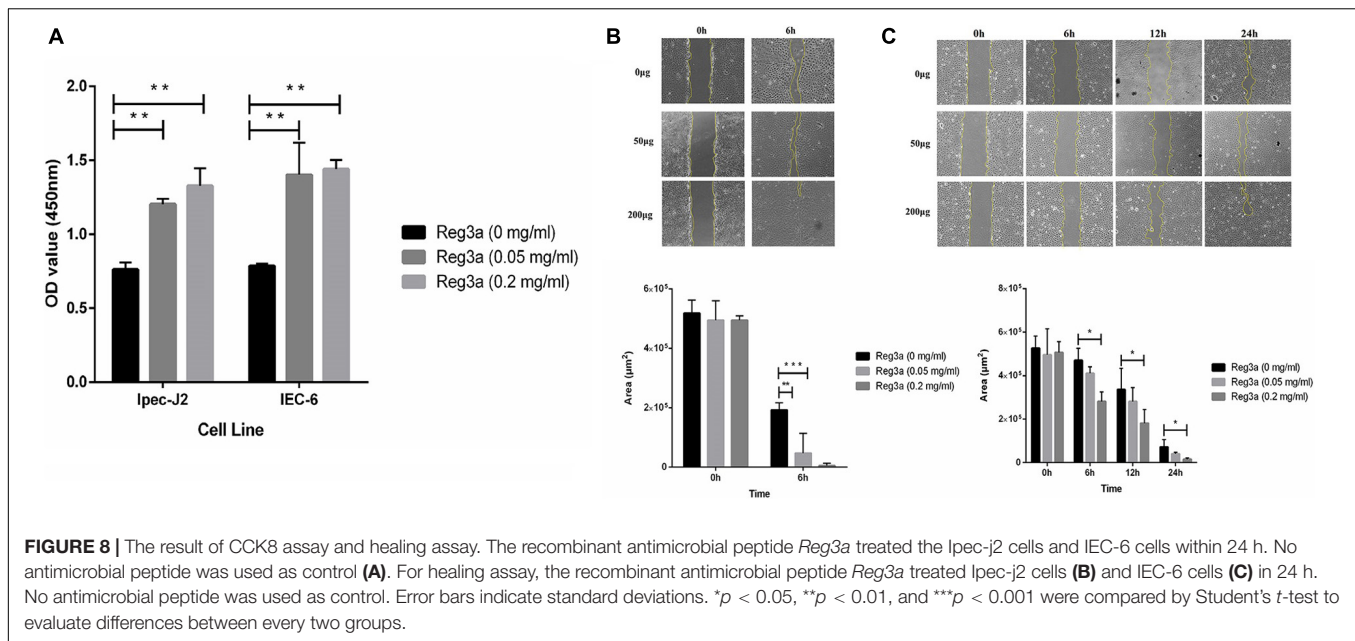 A
B
C
0h 6h
0h 6h 12h 24h
0µg
50µg
200µg
0µg
50µg
200µg
OD value (450nm)
2.0
1.5
1.0
0.5
0.0
** ** ** **
Ipec-J2 IEC-6
Cell Line
Reg3a (0 mg/ml)
Reg3a (0.05 mg/ml)
Reg3a (0.2 mg/ml)
Area (µm²)
6×10⁵
4×10⁵
2×10⁵
0
***
**
0h 6h
Time
Reg3a (0 mg/ml)
Reg3a (0.05 mg/ml)
Reg3a (0.2 mg/ml)
Area (µm²)
8×10⁵
6×10⁵
4×10⁵
2×10⁵
0
* * *
0h 6h 12h 24h
Time
Reg3a (0 mg/ml)
Reg3a (0.05 mg/ml)
Reg3a (0.2 mg/ml)
FIGURE 8 | The result of CCK8 assay and healing assay. The recombinant antimicrobial peptide Reg3a treated the Ipec-j2 cells and IEC-6 cells within 24 h. No
antimicrobial peptide was used as control (A). For healing assay, the recombinant antimicrobial peptide Reg3a treated Ipec-j2 cells (B) and IEC-6 cells (C) in 24 h.
No antimicrobial peptide was used as control. Error bars indicate standard deviations. *p < 0.05, **p < 0.01, and ***p < 0.001 were compared by Student's t-test to
evaluate differences between every two groups.